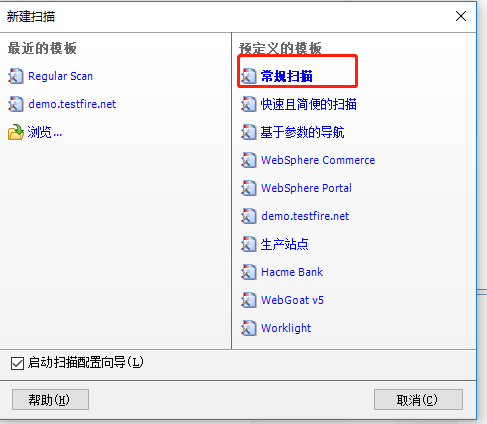 新建扫描
最近的模板
Regular Scan
demo.testfire.net
浏览...
预定义的模板
常规扫描
快速且简便的扫描
基于参数的导航
WebSphere Commerce
WebSphere Portal
demo.testfire.net
生产站点
Hacme Bank
WebGoat v5
Worklight
启动扫描配置向导(L)
帮助(H)
取消(C)